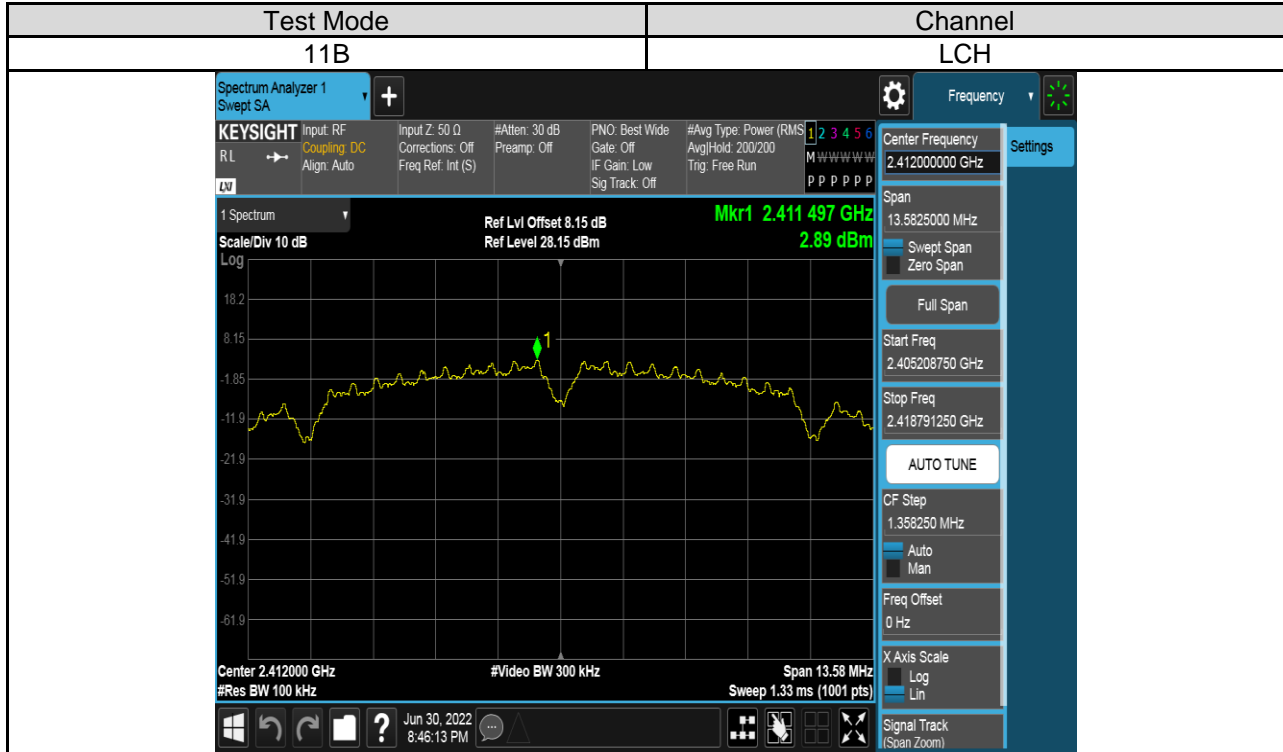 Test Mode
Channel
11B
LCH
Spectrum Analyzer 1
Swept SA
Frequency
KEYSIGHT
RL
LXI
Input: RF
Coupling: DC
Align: Auto
Input Z: 50 Ω
Corrections: Off
Freq Ref: Int (S)
#Atten: 30 dB
Preamp: Off
PNO: Best Wide
Gate: Off
IF Gain: Low
Sig Track: Off
#Avg Type: Power (RMS
Avg|Hold: 200/200
Trig: Free Run
1 2 3 4 5 6
M W W W W W
P P P P P P
1 Spectrum
Scale/Div 10 dB
Log
Ref Lvl Offset 8.15 dB
Ref Level 28.15 dBm
Mkr1 2.411 497 GHz
2.89 dBm
18.2
8.15
-1.85
-11.9
-21.9
-31.9
-41.9
-51.9
-61.9
1
Center 2.412000 GHz
#Res BW 100 kHz
#Video BW 300 kHz
Span 13.58 MHz
Sweep 1.33 ms (1001 pts)
Jun 30, 2022
8:46:13 PM
Center Frequency
2.412000000 GHz
Settings
Span
13.5825000 MHz
Swept Span
Zero Span
Full Span
Start Freq
2.405208750 GHz
Stop Freq
2.418791250 GHz
AUTO TUNE
CF Step
1.358250 MHz
Auto
Man
Freq Offset
0 Hz
X Axis Scale
Log
Lin
Signal Track
(Span Zoom)